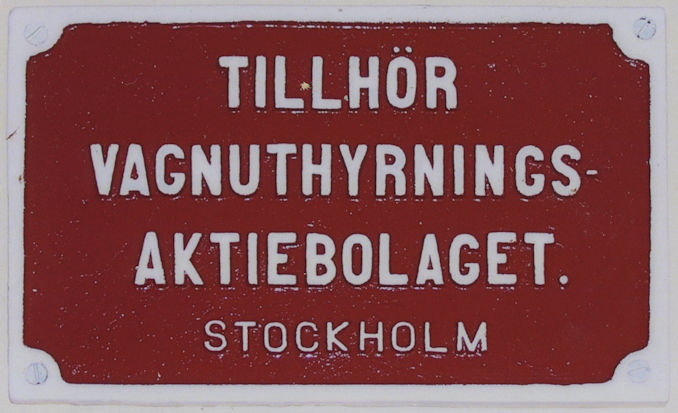 TILLHÖR
VAGNUTHYRNINGS-
AKTIEBOLAGET.
STOCKHOLM